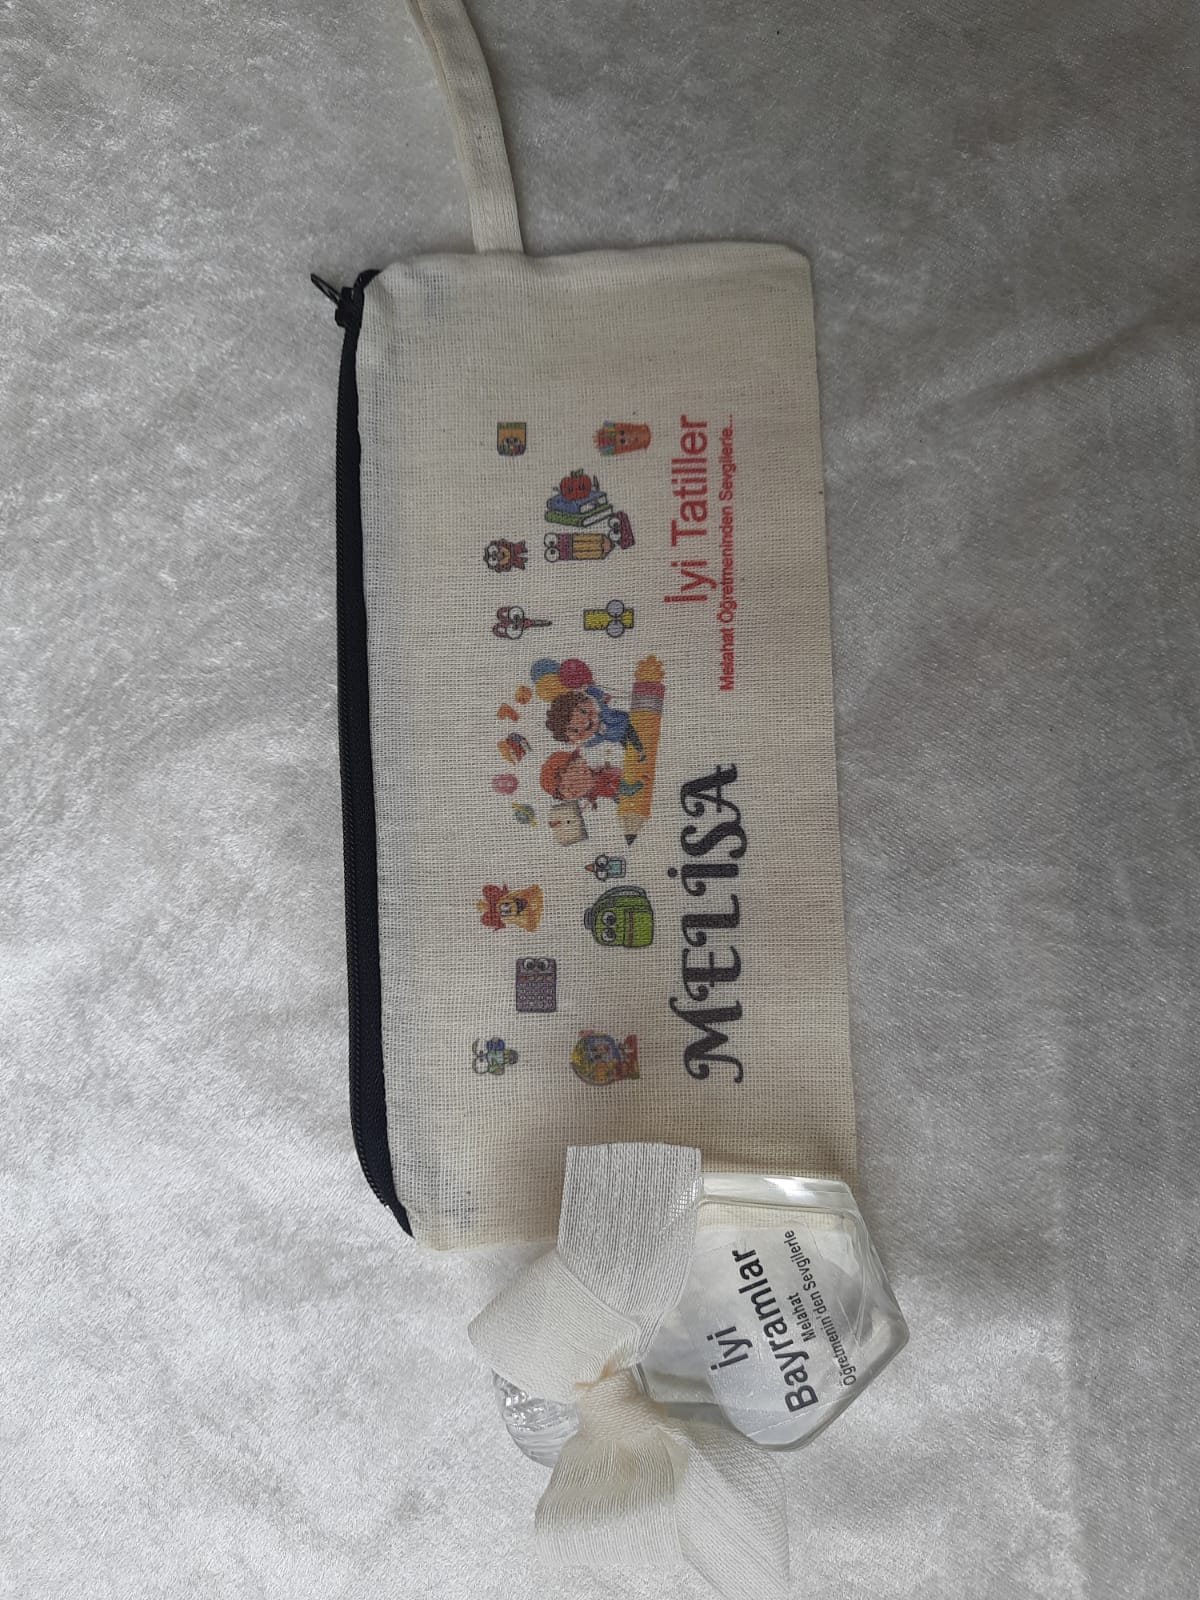 MELİSA
İyi Tatiller
Melahat Öğretmeninden Sevgilerle...
İyi
Bayramlar
Melahat
Öğretmenin'den Sevgilerle